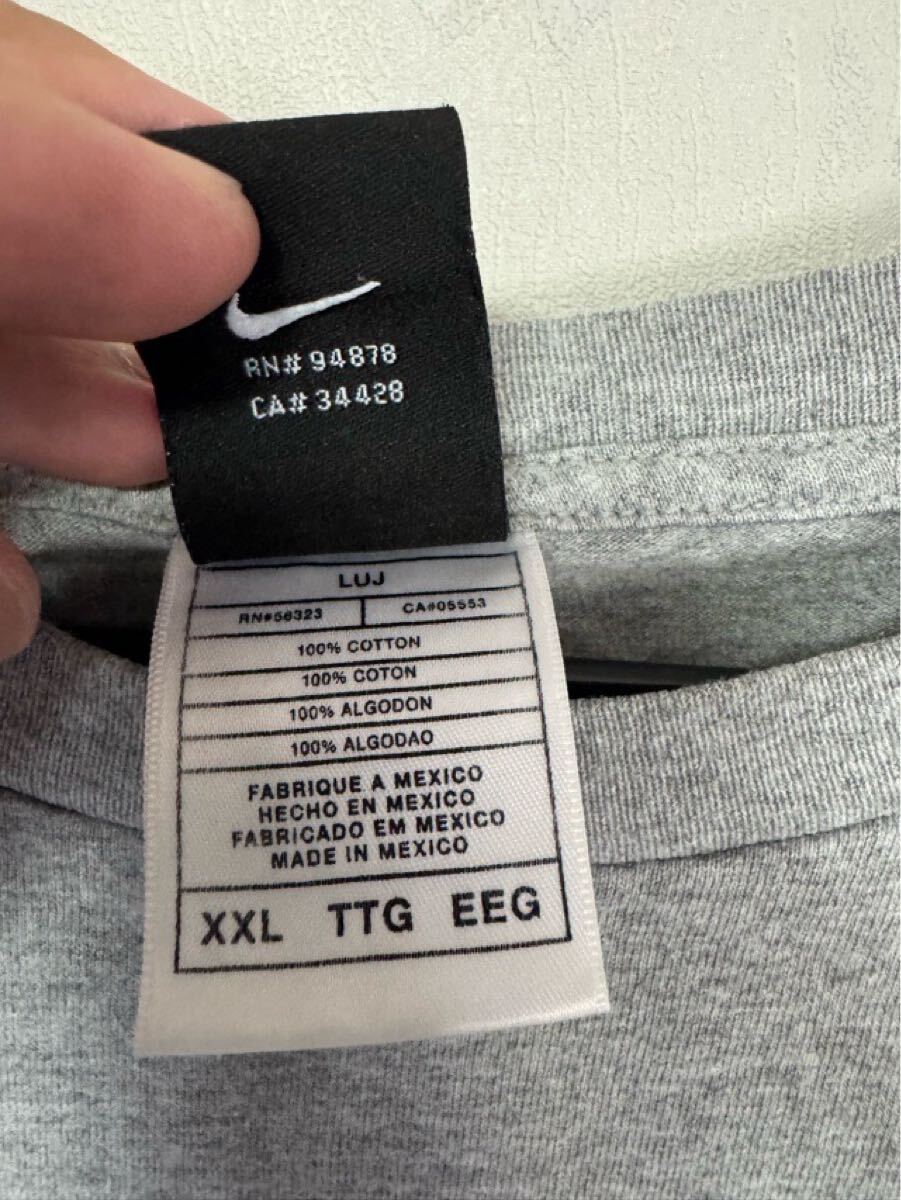 RN# 94878
CA# 34428
LUJ
RN#56323 CA#05553
100% COTTON
100% COTON
100% ALGODON
100% ALGODAO
FABRIQUE A MEXICO
HECHO EN MEXICO
FABRICADO EM MEXICO
MADE IN MEXICO
XXL TTG EEG